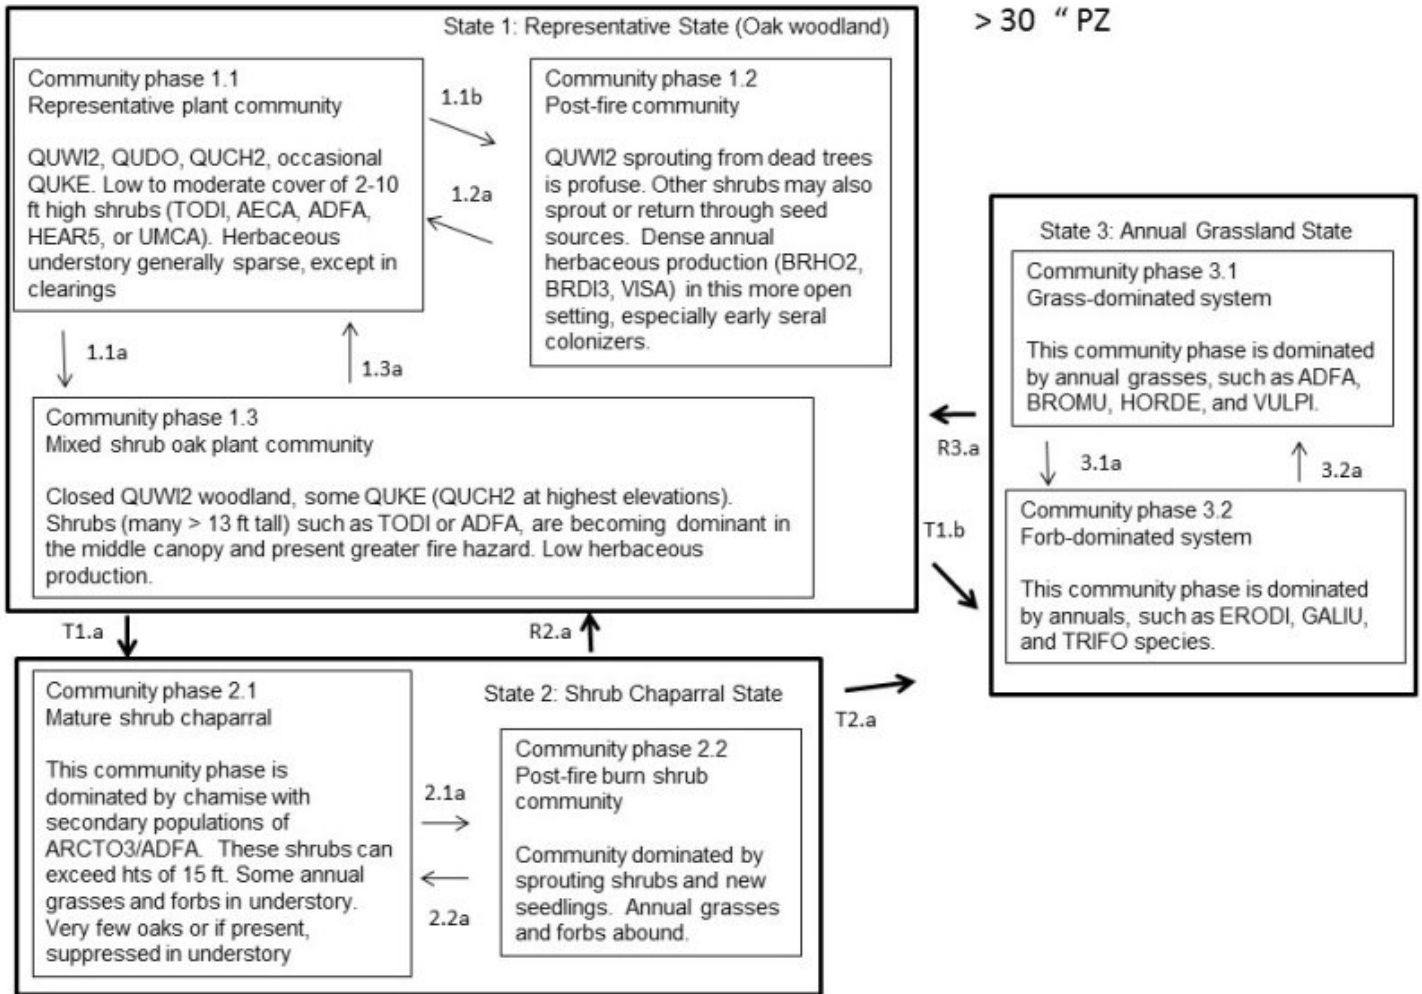 State 1: Representative State (Oak woodland)
> 30 “ PZ
Community phase 1.1
Representative plant community
QUWI2, QUDO, QUCH2, occasional
QUKE. Low to moderate cover of 2-10
ft high shrubs (TODI, AECA, ADFA,
HEAR5, or UMCA). Herbaceous
understory generally sparse, except in
clearings
1.1b
1.2a
Community phase 1.2
Post-fire community
QUWI2 sprouting from dead trees
is profuse. Other shrubs may also
sprout or return through seed
sources. Dense annual
herbaceous production (BRHO2,
BRDI3, VISA) in this more open
setting, especially early seral
colonizers.
1.1a
1.3a
Community phase 1.3
Mixed shrub oak plant community
Closed QUWI2 woodland, some QUKE (QUCH2 at highest elevations).
Shrubs (many > 13 ft tall) such as TODI or ADFA, are becoming dominant in
the middle canopy and present greater fire hazard. Low herbaceous
production.
State 3: Annual Grassland State
Community phase 3.1
Grass-dominated system
This community phase is dominated
by annual grasses, such as ADFA,
BROMU, HORDE, and VULPI.
R3.a
3.1a
3.2a
T1.b
Community phase 3.2
Forb-dominated system
This community phase is dominated
by annuals, such as ERODI, GALIU,
and TRIFO species.
T1.a
R2.a
State 2: Shrub Chaparral State
T2.a
Community phase 2.1
Mature shrub chaparral
This community phase is
dominated by chamise with
secondary populations of
ARCTO3/ADFA. These shrubs can
exceed hts of 15 ft. Some annual
grasses and forbs in understory.
Very few oaks or if present,
suppressed in understory
2.1a
2.2a
Community phase 2.2
Post-fire burn shrub
community
Community dominated by
sprouting shrubs and new
seedlings. Annual grasses
and forbs abound.